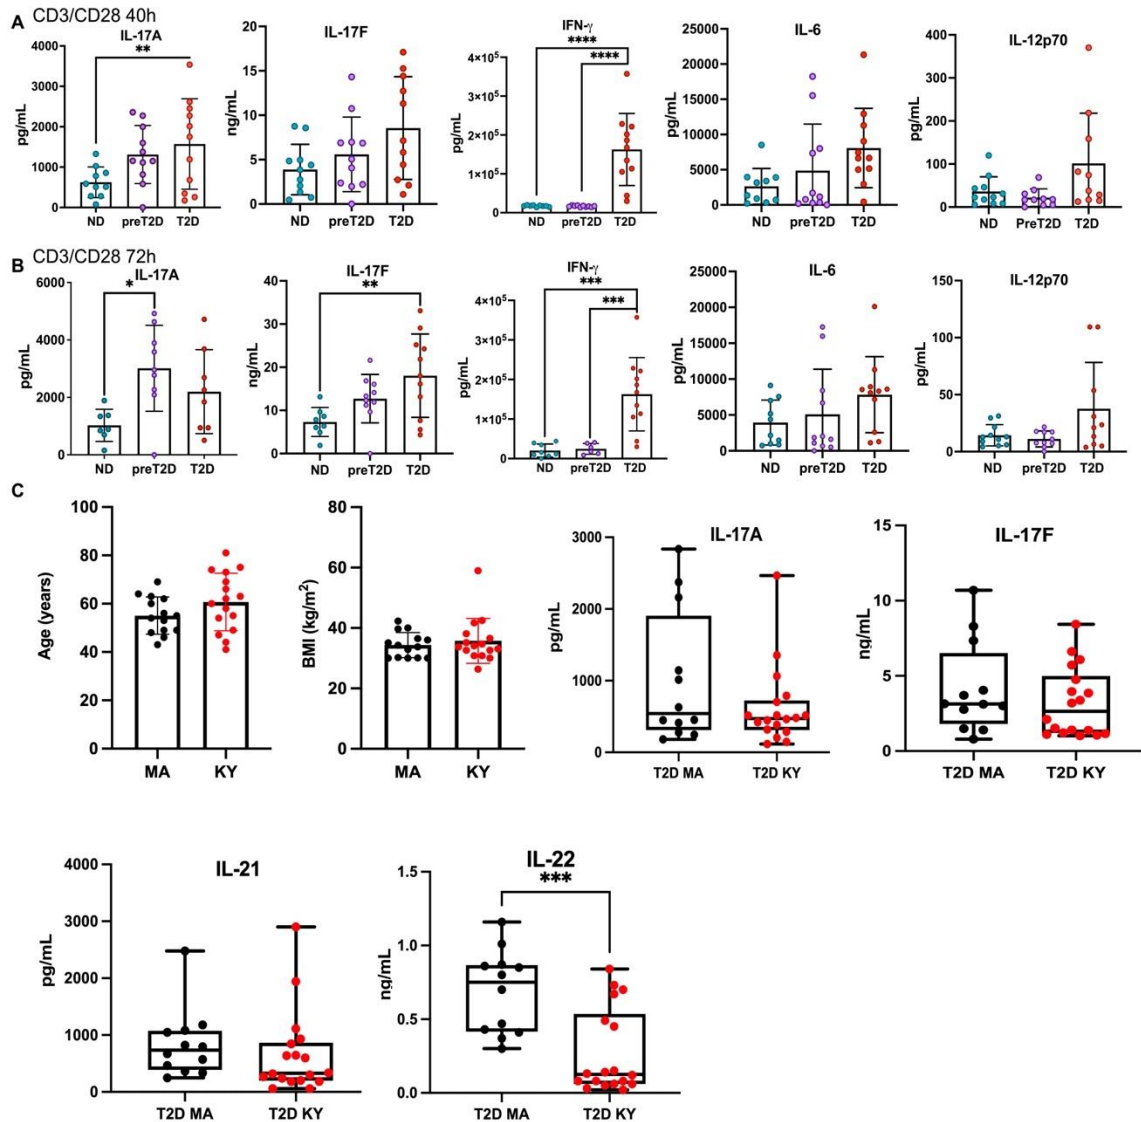 A CD3/CD28 40h
IL-17A
**
pg/mL
4000
3000
2000
1000
0
ND preT2D T2D
IL-17F
ng/mL
20
15
10
5
0
ND preT2D T2D
IFN-γ
****
****
pg/mL
4×10⁵
3×10⁵
2×10⁵
1×10⁵
0
ND preT2D T2D
IL-6
pg/mL
25000
20000
15000
10000
5000
0
ND preT2D T2D
IL-12p70
pg/mL
400
300
200
100
0
ND PreT2D T2D
B CD3/CD28 72h
IL-17A
*
pg/mL
6000
4000
2000
0
ND preT2D T2D
IL-17F
**
ng/mL
40
30
20
10
0
ND preT2D T2D
IFN-γ
***
***
pg/mL
4×10⁵
3×10⁵
2×10⁵
1×10⁵
0
ND preT2D T2D
IL-6
pg/mL
25000
20000
15000
10000
5000
0
ND preT2D T2D
IL-12p70
pg/mL
150
100
50
0
ND preT2D T2D
C
Age (years)
100
80
60
40
20
0
MA KY
BMI (kg/m²)
80
60
40
20
0
MA KY
IL-17A
pg/mL
3000
2000
1000
0
T2D MA T2D KY
IL-17F
ng/mL
15
10
5
0
T2D MA T2D KY
IL-21
pg/mL
4000
3000
2000
1000
0
T2D MA T2D KY
IL-22
***
ng/mL
1.5
1.0
0.5
0.0
T2D MA T2D KY